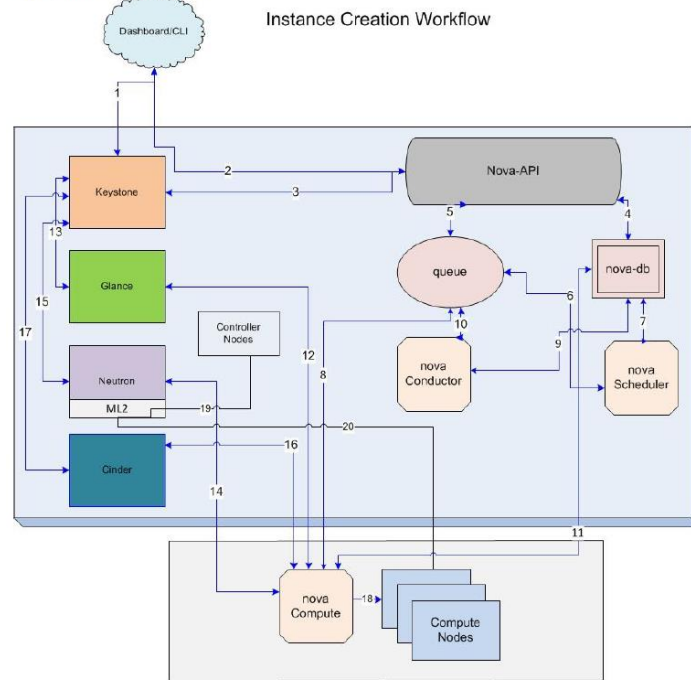 Instance Creation Workflow
Dashboard/CLI
1
2
3
Keystone
Nova-API
5
4
13
queue
nova-db
Glance
15
6
17
Controller
Nodes
12
8
10
9
7
nova
Conductor
nova
Scheduler
Neutron
ML2
19
20
Cinder
16
14
11
nova
Compute
18
Compute
Nodes